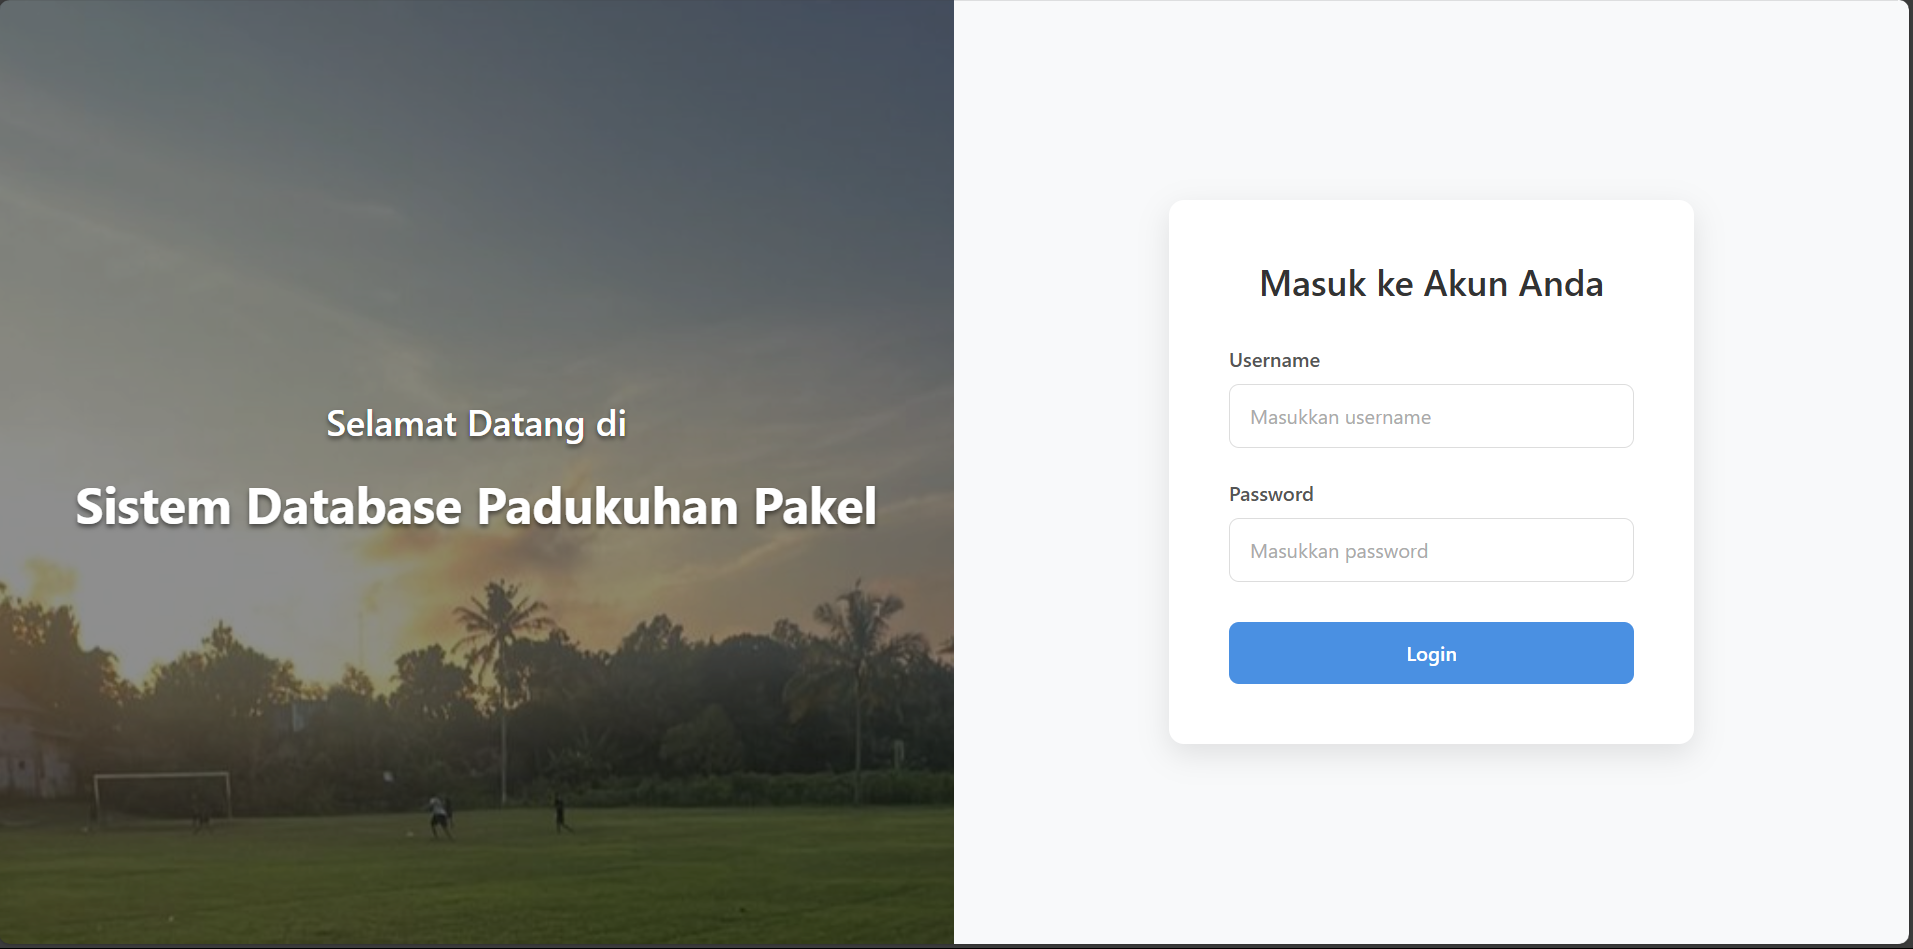 Selamat Datang di
Sistem Database Padukuhan Pakel
Masuk ke Akun Anda
Username
Masukkan username
Password
Masukkan password
Login